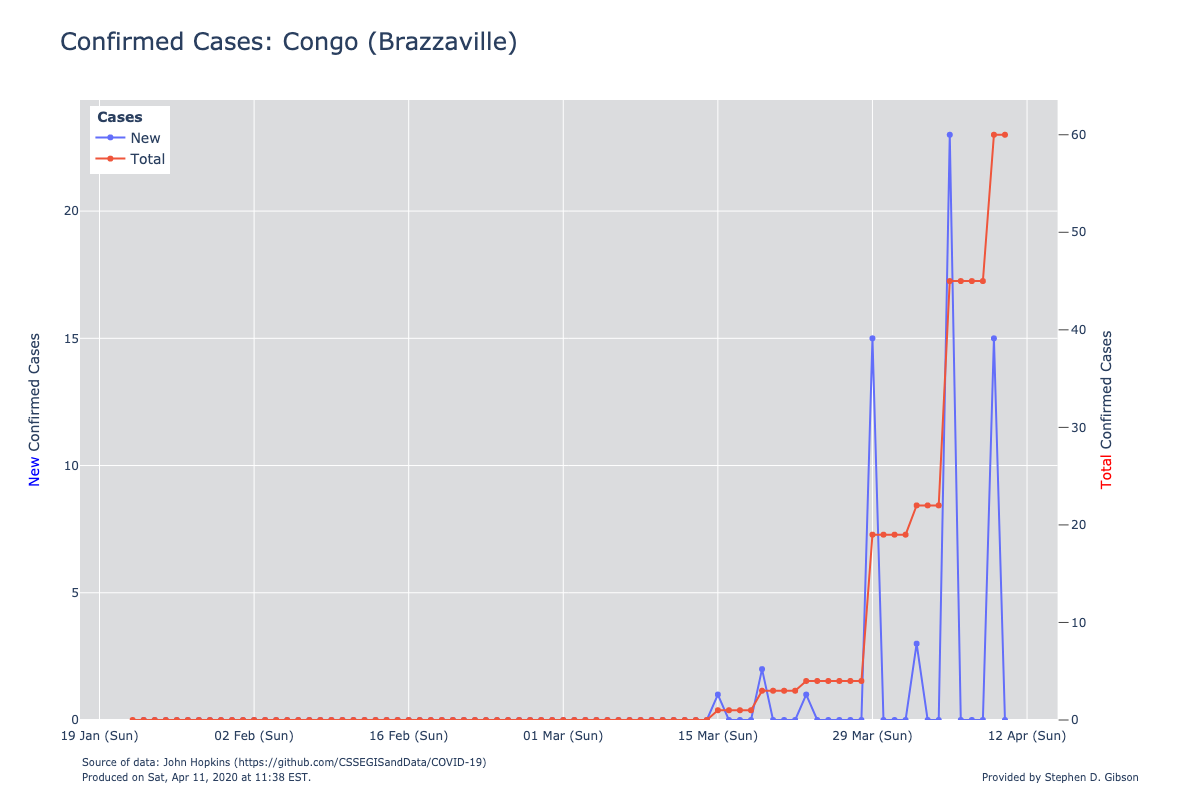 Confirmed Cases: Congo (Brazzaville)
Cases
New
Total
20
15
10
5
0
60
50
40
30
20
10
0
New Confirmed Cases
Total Confirmed Cases
19 Jan (Sun) 02 Feb (Sun) 16 Feb (Sun) 01 Mar (Sun) 15 Mar (Sun) 29 Mar (Sun) 12 Apr (Sun)
Source of data: John Hopkins (https://github.com/CSSEGISandData/COVID-19)
Produced on Sat, Apr 11, 2020 at 11:38 EST.
Provided by Stephen D. Gibson